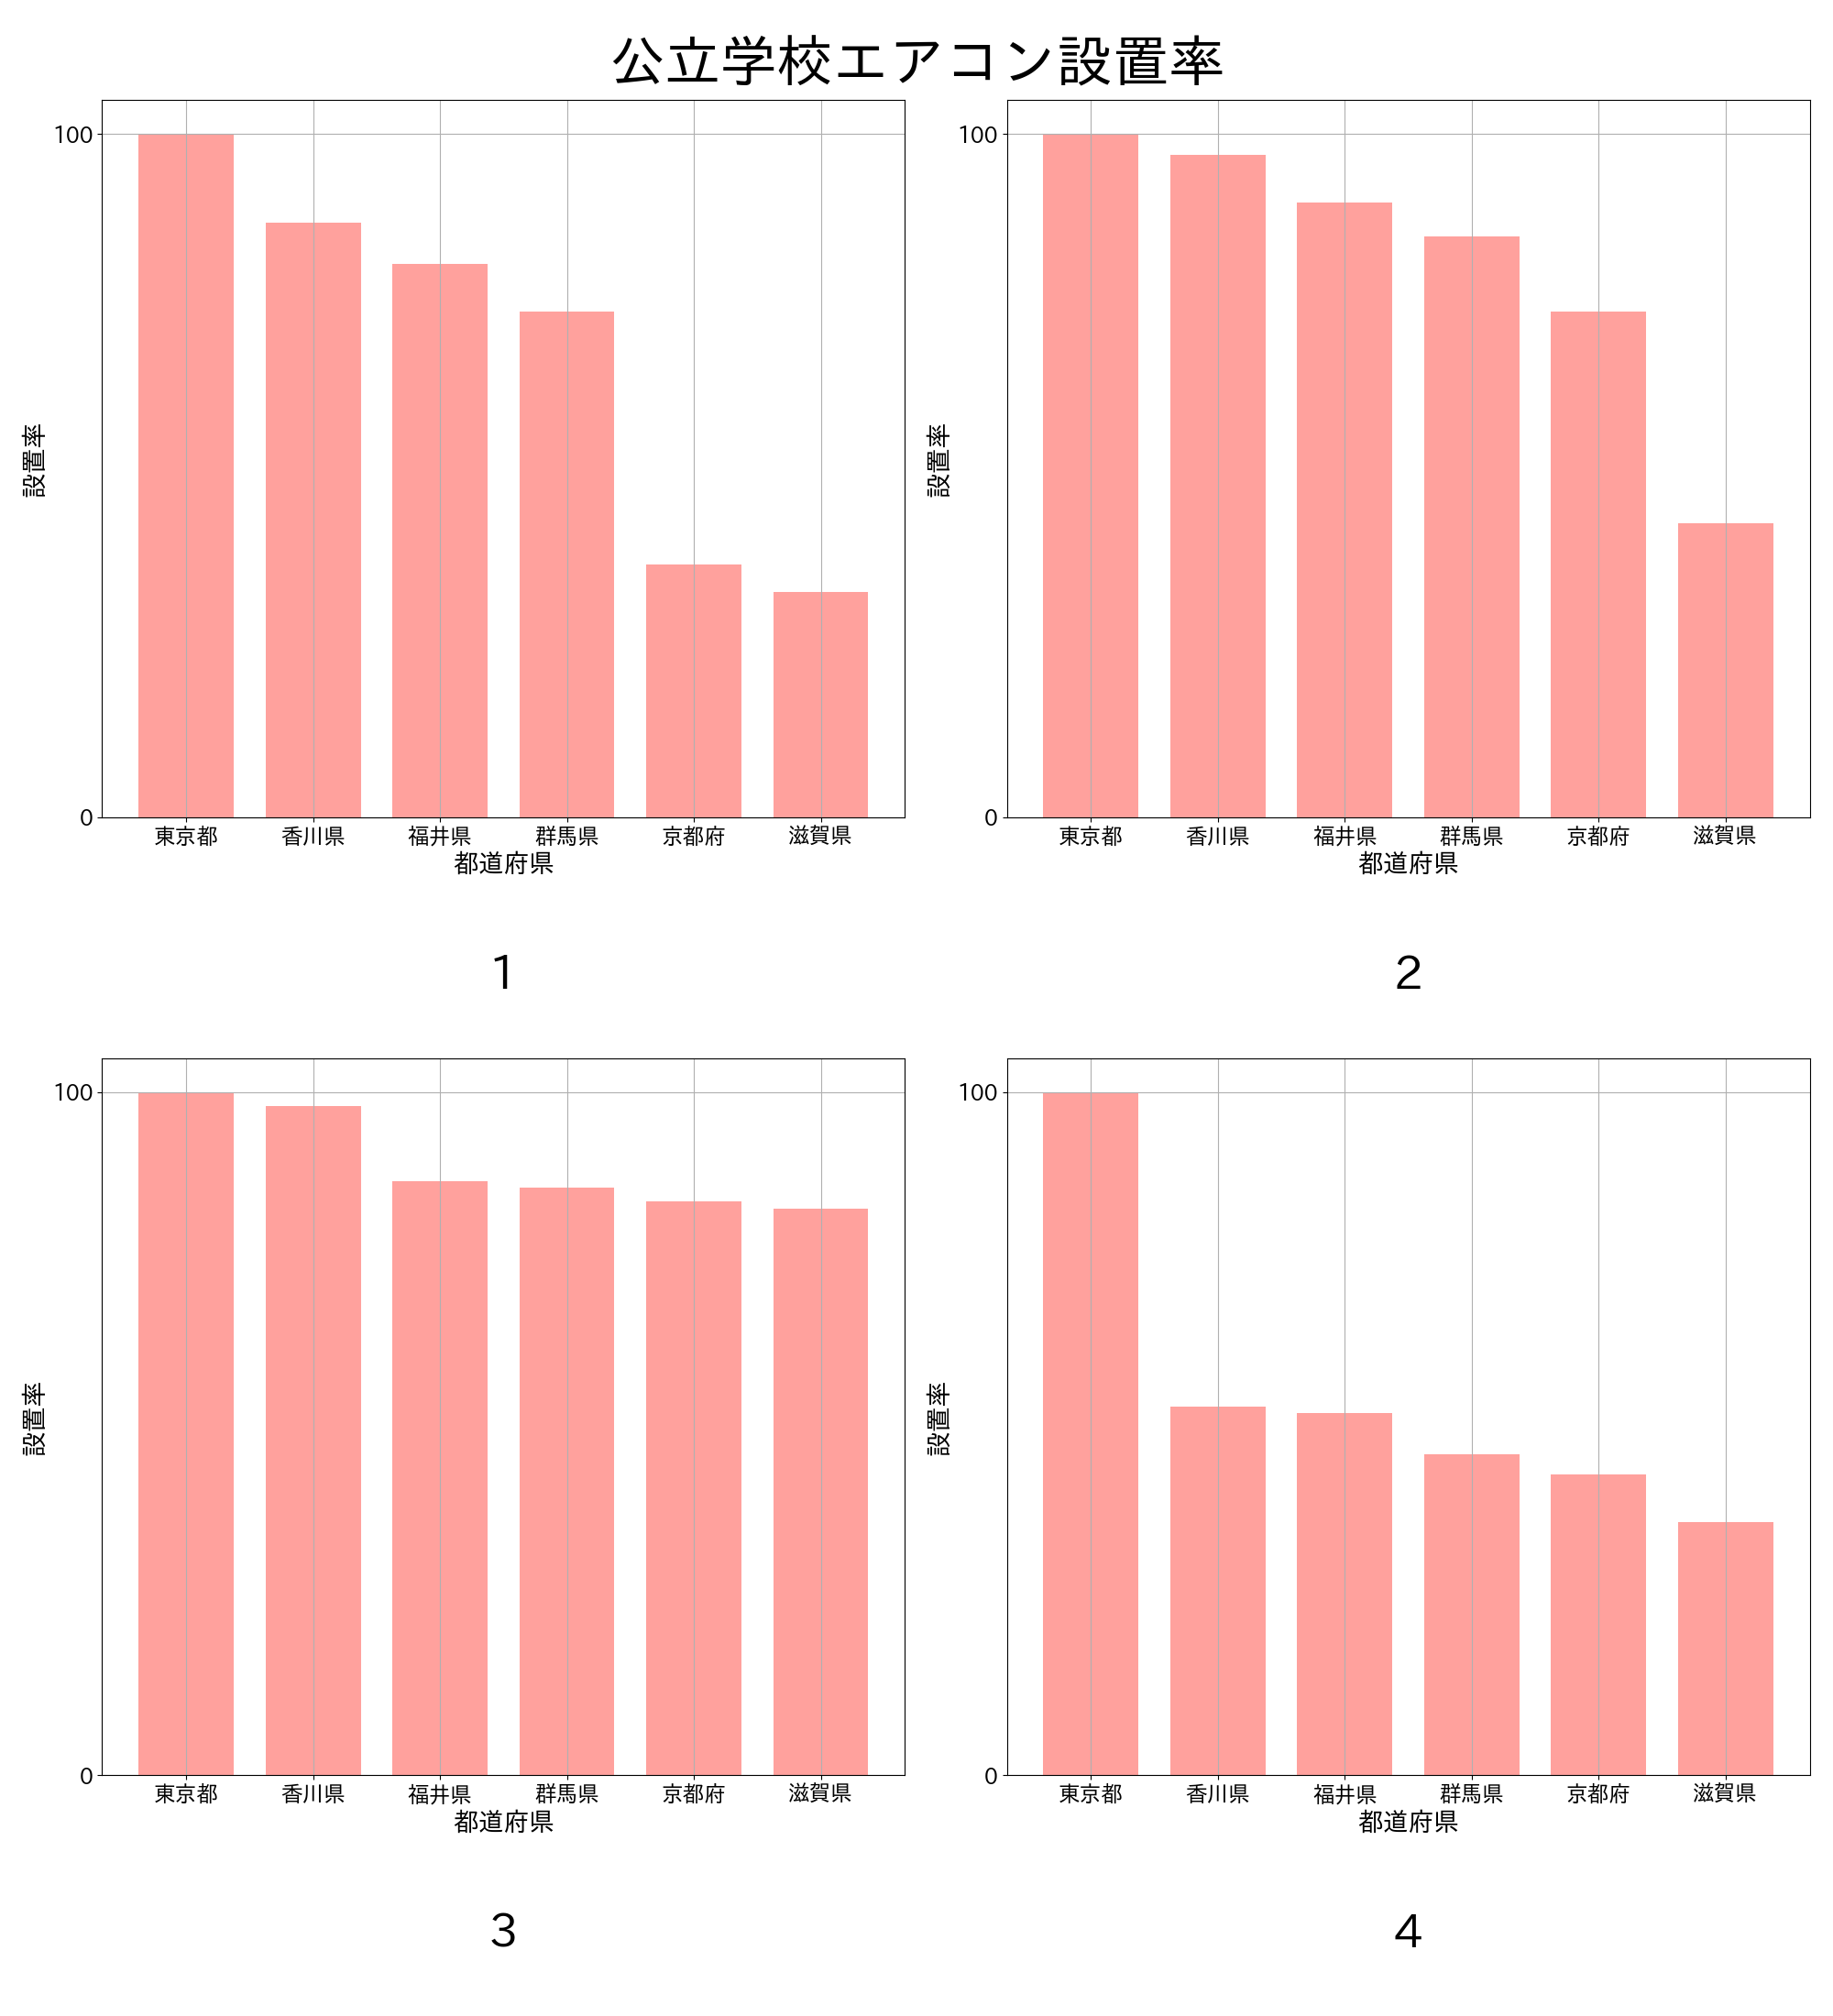 公立学校エアコン設置率
100
0
設置率
東京都 香川県 福井県 群馬県 京都府 滋賀県
都道府県
1
100
0
設置率
東京都 香川県 福井県 群馬県 京都府 滋賀県
都道府県
2
100
0
設置率
東京都 香川県 福井県 群馬県 京都府 滋賀県
都道府県
3
100
0
設置率
東京都 香川県 福井県 群馬県 京都府 滋賀県
都道府県
4